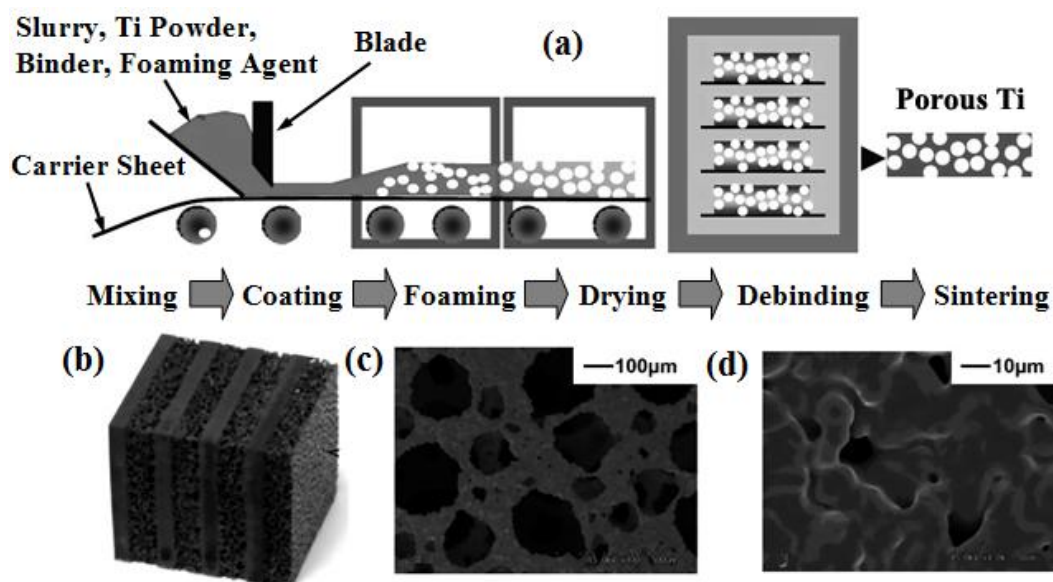 Slurry, Ti Powder,
Binder, Foaming Agent
Blade
(a)
Carrier Sheet
Porous Ti
Mixing Coating Foaming Drying Debinding Sintering
(b)
(c)
100µm
(d)
10µm